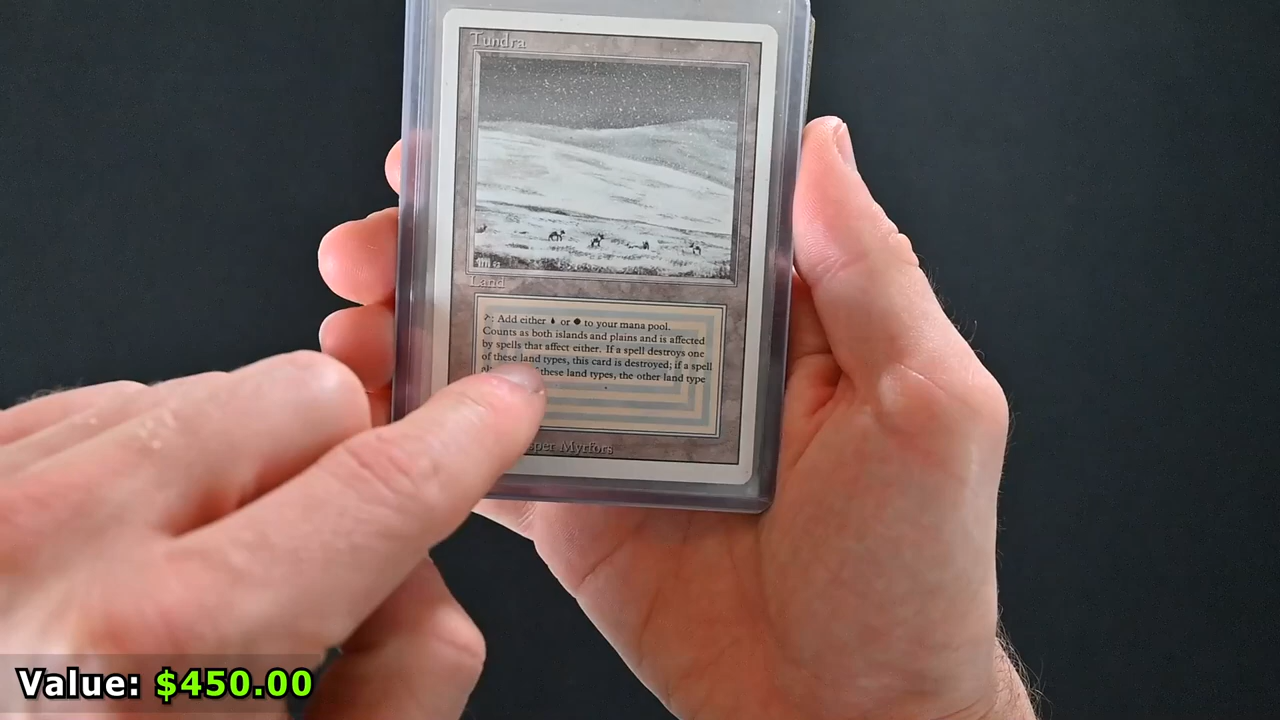 Tundra
Land
: Add either or to your mana pool.
Counts as both islands and plains and is affected
by spells that affect either. If a spell destroys one
of these land types, this card is destroyed; if a spell
these land types, the other land type
sper Myrfors
Value: $450.00